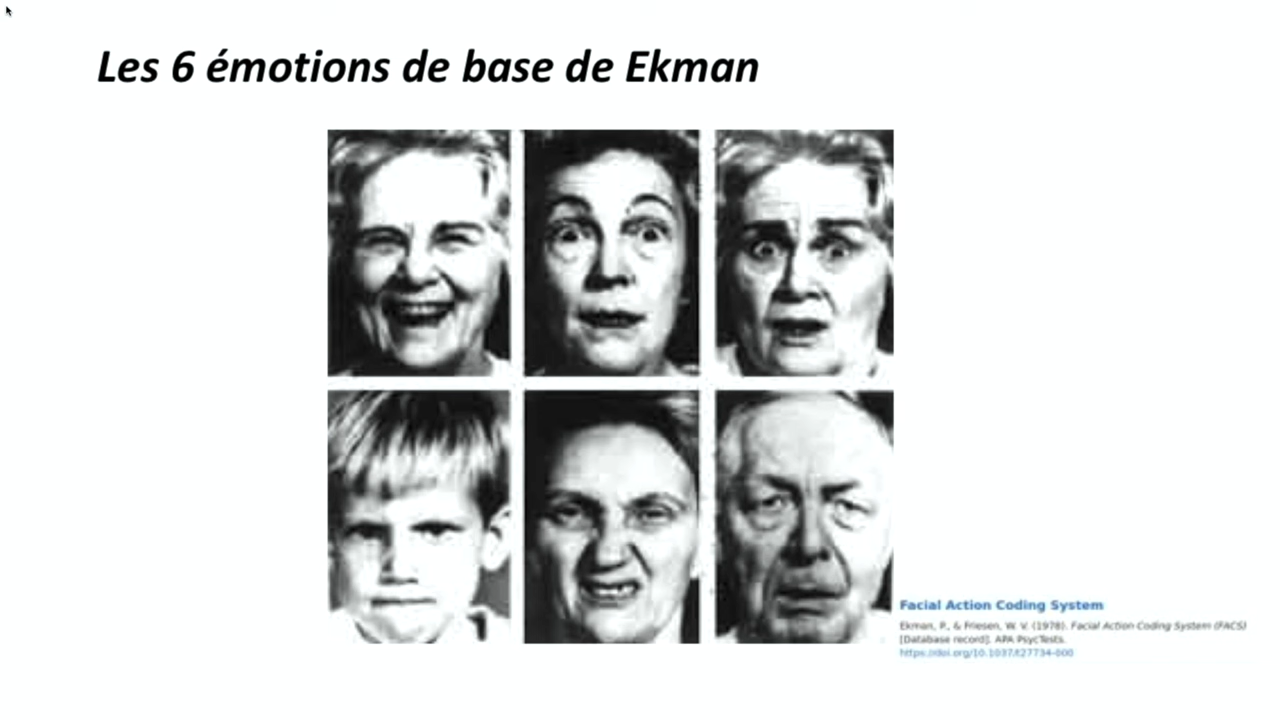 Les 6 émotions de base de Ekman
Facial Action Coding System
Ekman, P., & Friesen, W. V. (1978). Facial Action Coding System (FACS)
[Database record]. APA PsycTests.
https://doi.org/10.1037/t27734-000